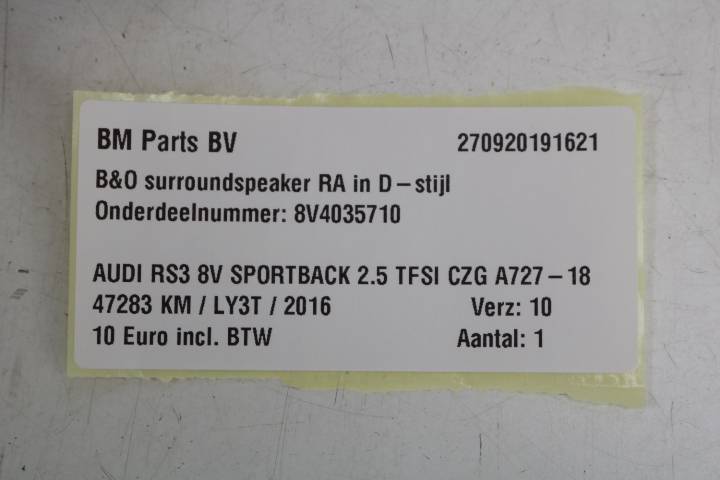 BM Parts BV 270920191621
B&O surroundspeaker RA in D-stijl
Onderdeelnummer: 8V4035710
AUDI RS3 8V SPORTBACK 2.5 TFSI CZG A727-18
47283 KM / LY3T / 2016 Verz: 10
10 Euro incl. BTW Aantal: 1